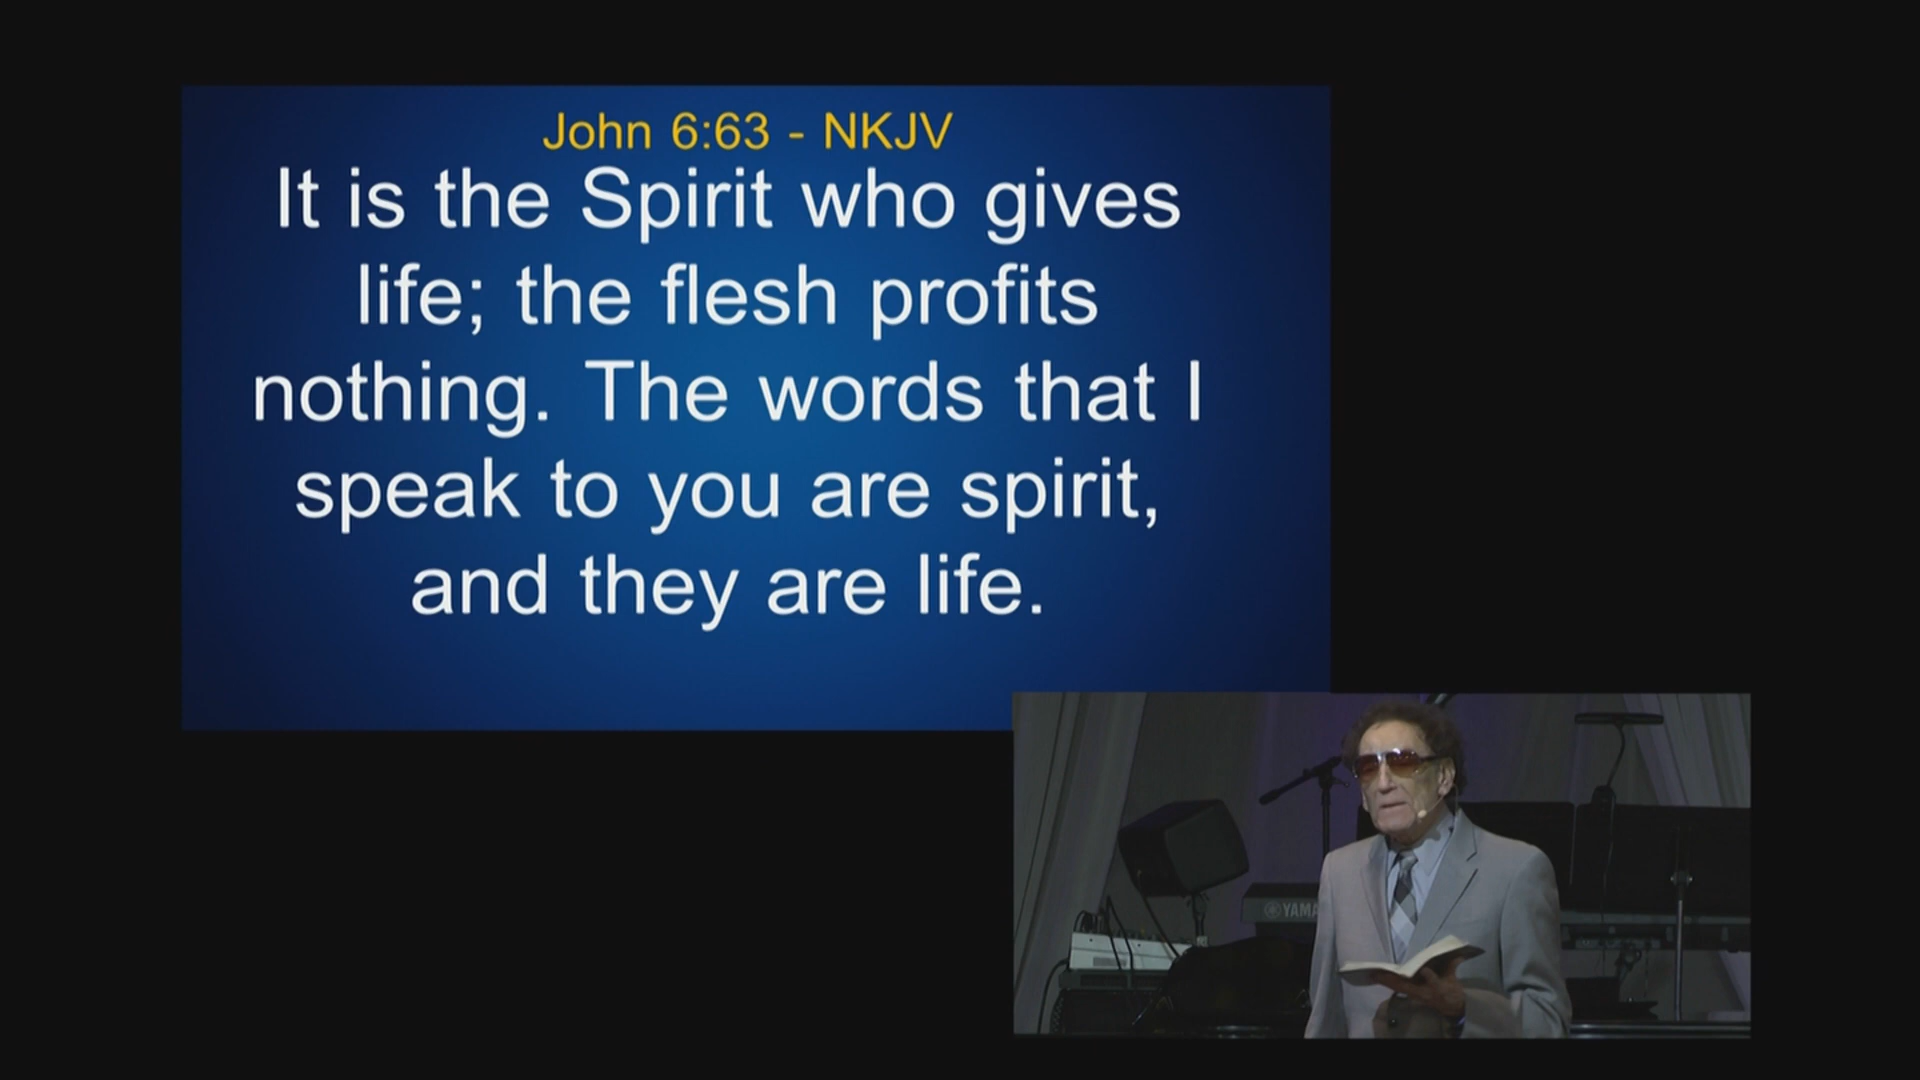 John 6:63 - NKJV
It is the Spirit who gives
life; the flesh profits
nothing. The words that I
speak to you are spirit,
and they are life.
YAMA